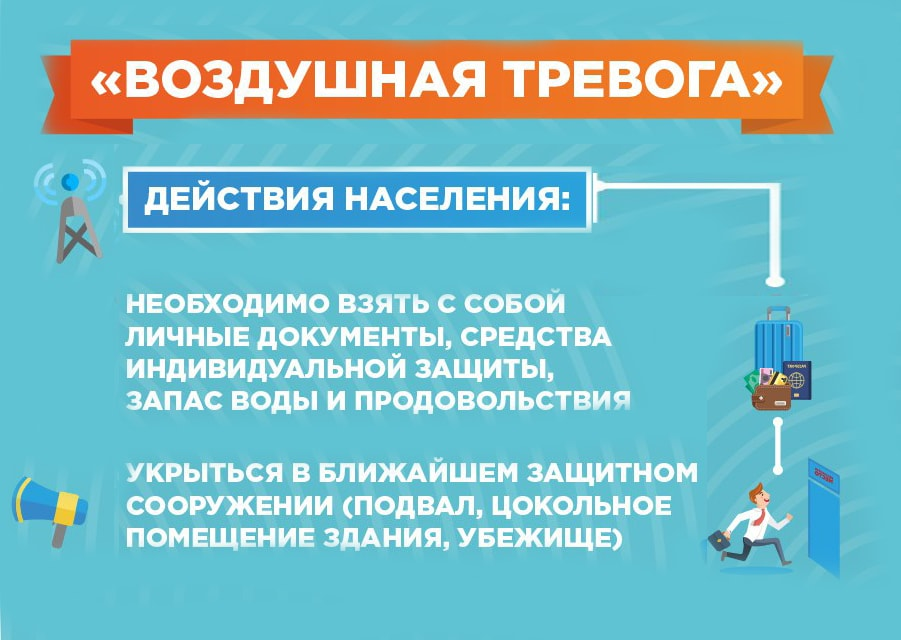 «ВОЗДУШНАЯ ТРЕВОГА»
ДЕЙСТВИЯ НАСЕЛЕНИЯ:
НЕОБХОДИМО ВЗЯТЬ С СОБОЙ
ЛИЧНЫЕ ДОКУМЕНТЫ, СРЕДСТВА
ИНДИВИДУАЛЬНОЙ ЗАЩИТЫ,
ЗАПАС ВОДЫ И ПРОДОВОЛЬСТВИЯ
УКРЫТЬСЯ В БЛИЖАЙШЕМ ЗАЩИТНОМ
СООРУЖЕНИИ (ПОДВАЛ, ЦОКОЛЬНОЕ
ПОМЕЩЕНИЕ ЗДАНИЯ, УБЕЖИЩЕ)